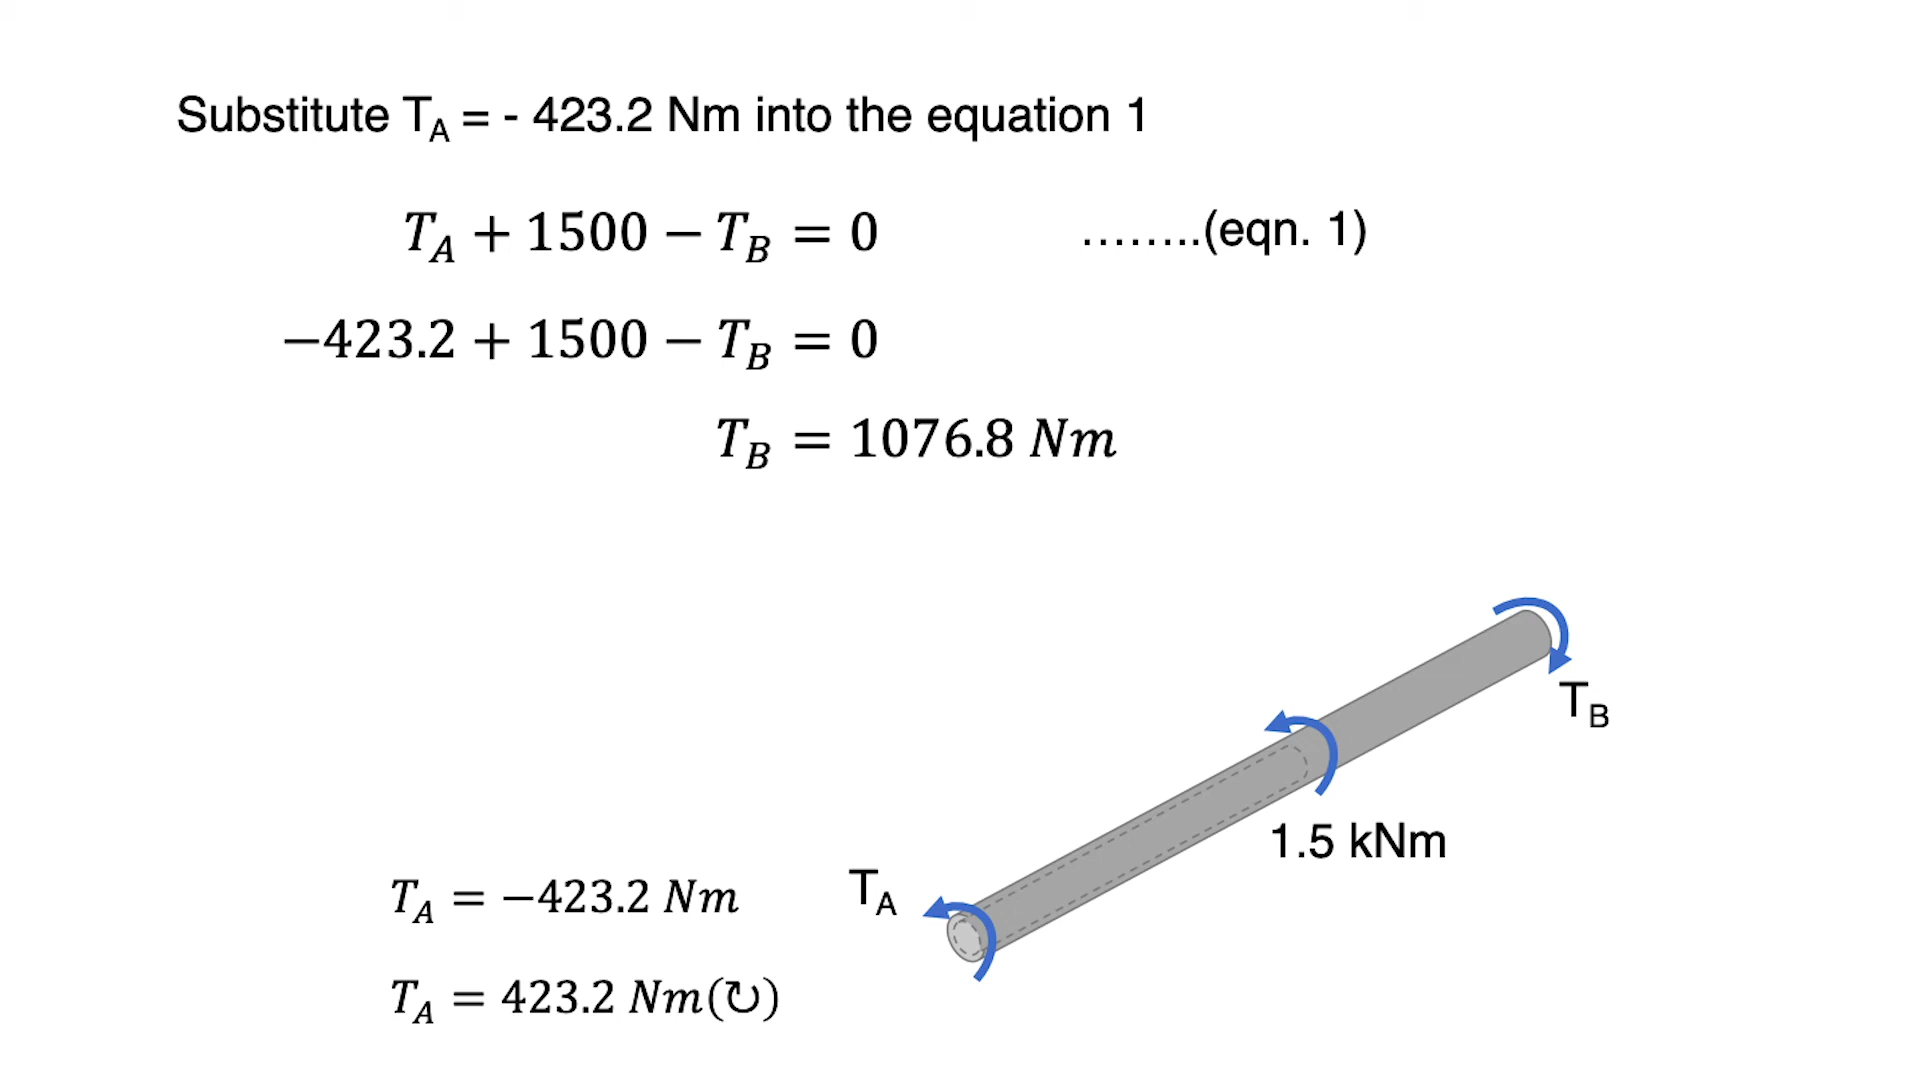 Substitute T_A = - 423.2 Nm into the equation 1
T_A + 1500 − T_B = 0 ........(eqn. 1)
−423.2 + 1500 − T_B = 0
T_B = 1076.8 Nm
T_B
1.5 kNm
T_A
T_A = −423.2 Nm
T_A = 423.2 Nm(↻)